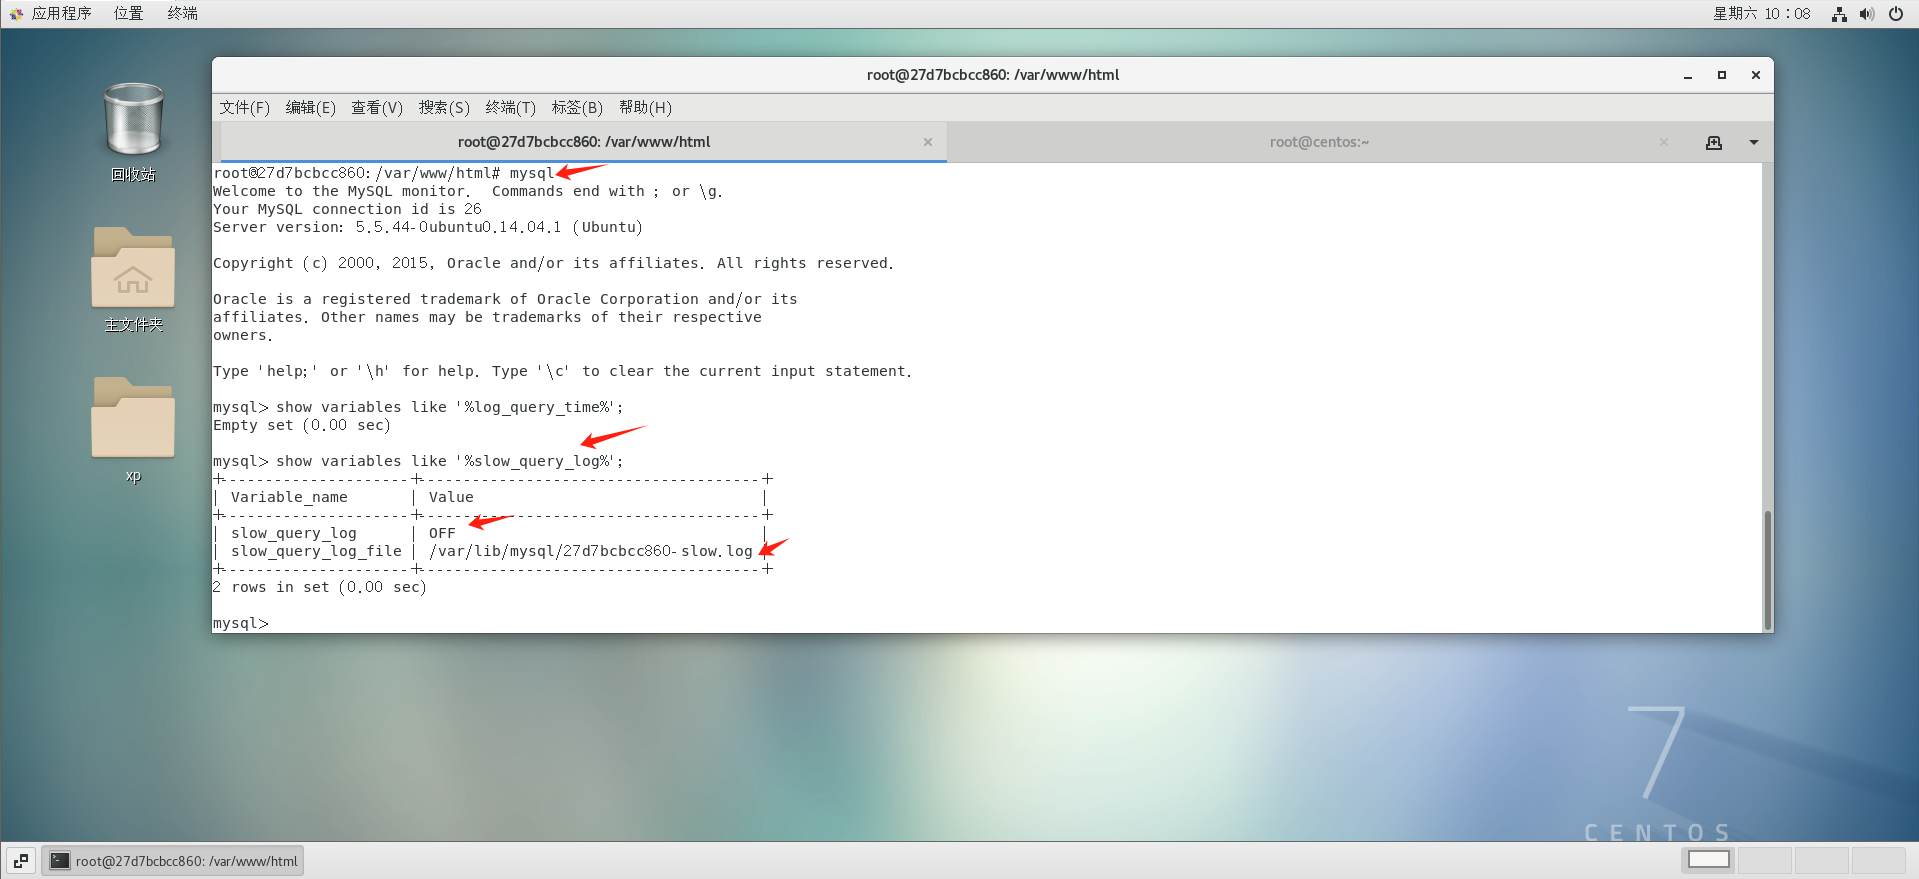 应用程序 位置 终端 星期六 10：08
回收站
主文件夹
xp
root@27d7bcbcc860: /var/www/html
文件(F) 编辑(E) 查看(V) 搜索(S) 终端(T) 标签(B) 帮助(H)
root@27d7bcbcc860: /var/www/html root@centos:~
root@27d7bcbcc860:/var/www/html# mysql
Welcome to the MySQL monitor.  Commands end with ; or \g.
Your MySQL connection id is 26
Server version: 5.5.44-0ubuntu0.14.04.1 (Ubuntu)
Copyright (c) 2000, 2015, Oracle and/or its affiliates. All rights reserved.
Oracle is a registered trademark of Oracle Corporation and/or its
affiliates. Other names may be trademarks of their respective
owners.
Type 'help;' or '\h' for help. Type '\c' to clear the current input statement.
mysql> show variables like '%log_query_time%';
Empty set (0.00 sec)
mysql> show variables like '%slow_query_log%';
+---------------------+--------------------------------------+
| Variable_name       | Value                                |
+---------------------+--------------------------------------+
| slow_query_log      | OFF                                  |
| slow_query_log_file | /var/lib/mysql/27d7bcbcc860-slow.log |
+---------------------+--------------------------------------+
2 rows in set (0.00 sec)
mysql>
7
CENTOS
root@27d7bcbcc860: /var/www/html